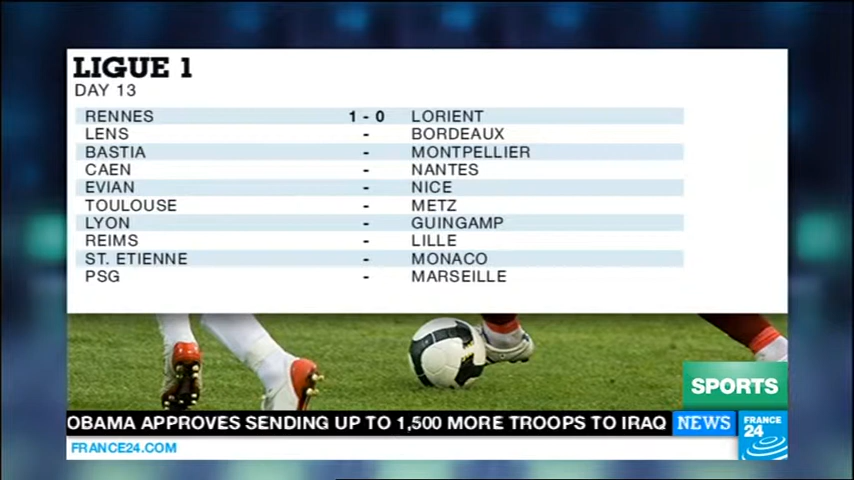 LIGUE 1
DAY 13
RENNES 1 - 0 LORIENT
LENS - BORDEAUX
BASTIA - MONTPELLIER
CAEN - NANTES
EVIAN - NICE
TOULOUSE - METZ
LYON - GUINGAMP
REIMS - LILLE
ST. ETIENNE - MONACO
PSG - MARSEILLE
SPORTS
OBAMA APPROVES SENDING UP TO 1,500 MORE TROOPS TO IRAQ NEWS
FRANCE 24
FRANCE24.COM